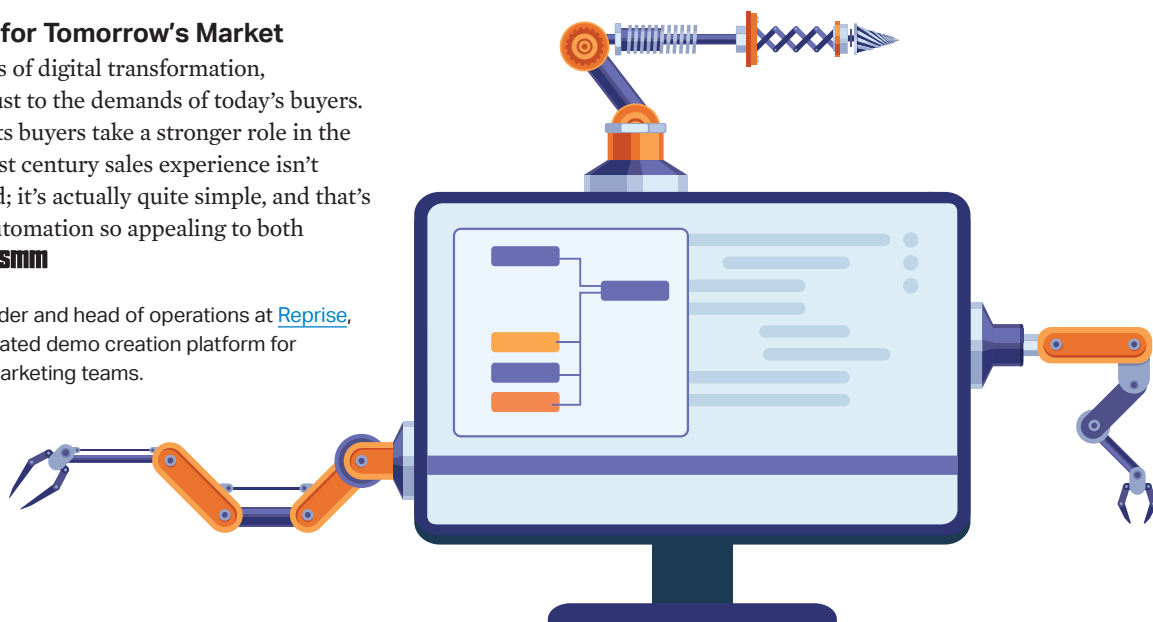 for Tomorrow’s Market
s of digital transformation,
ust to the demands of today’s buyers.
ts buyers take a stronger role in the
st century sales experience isn’t
d; it’s actually quite simple, and that’s
utomation so appealing to both
smm
der and head of operations at Reprise,
ated demo creation platform for
arketing teams.